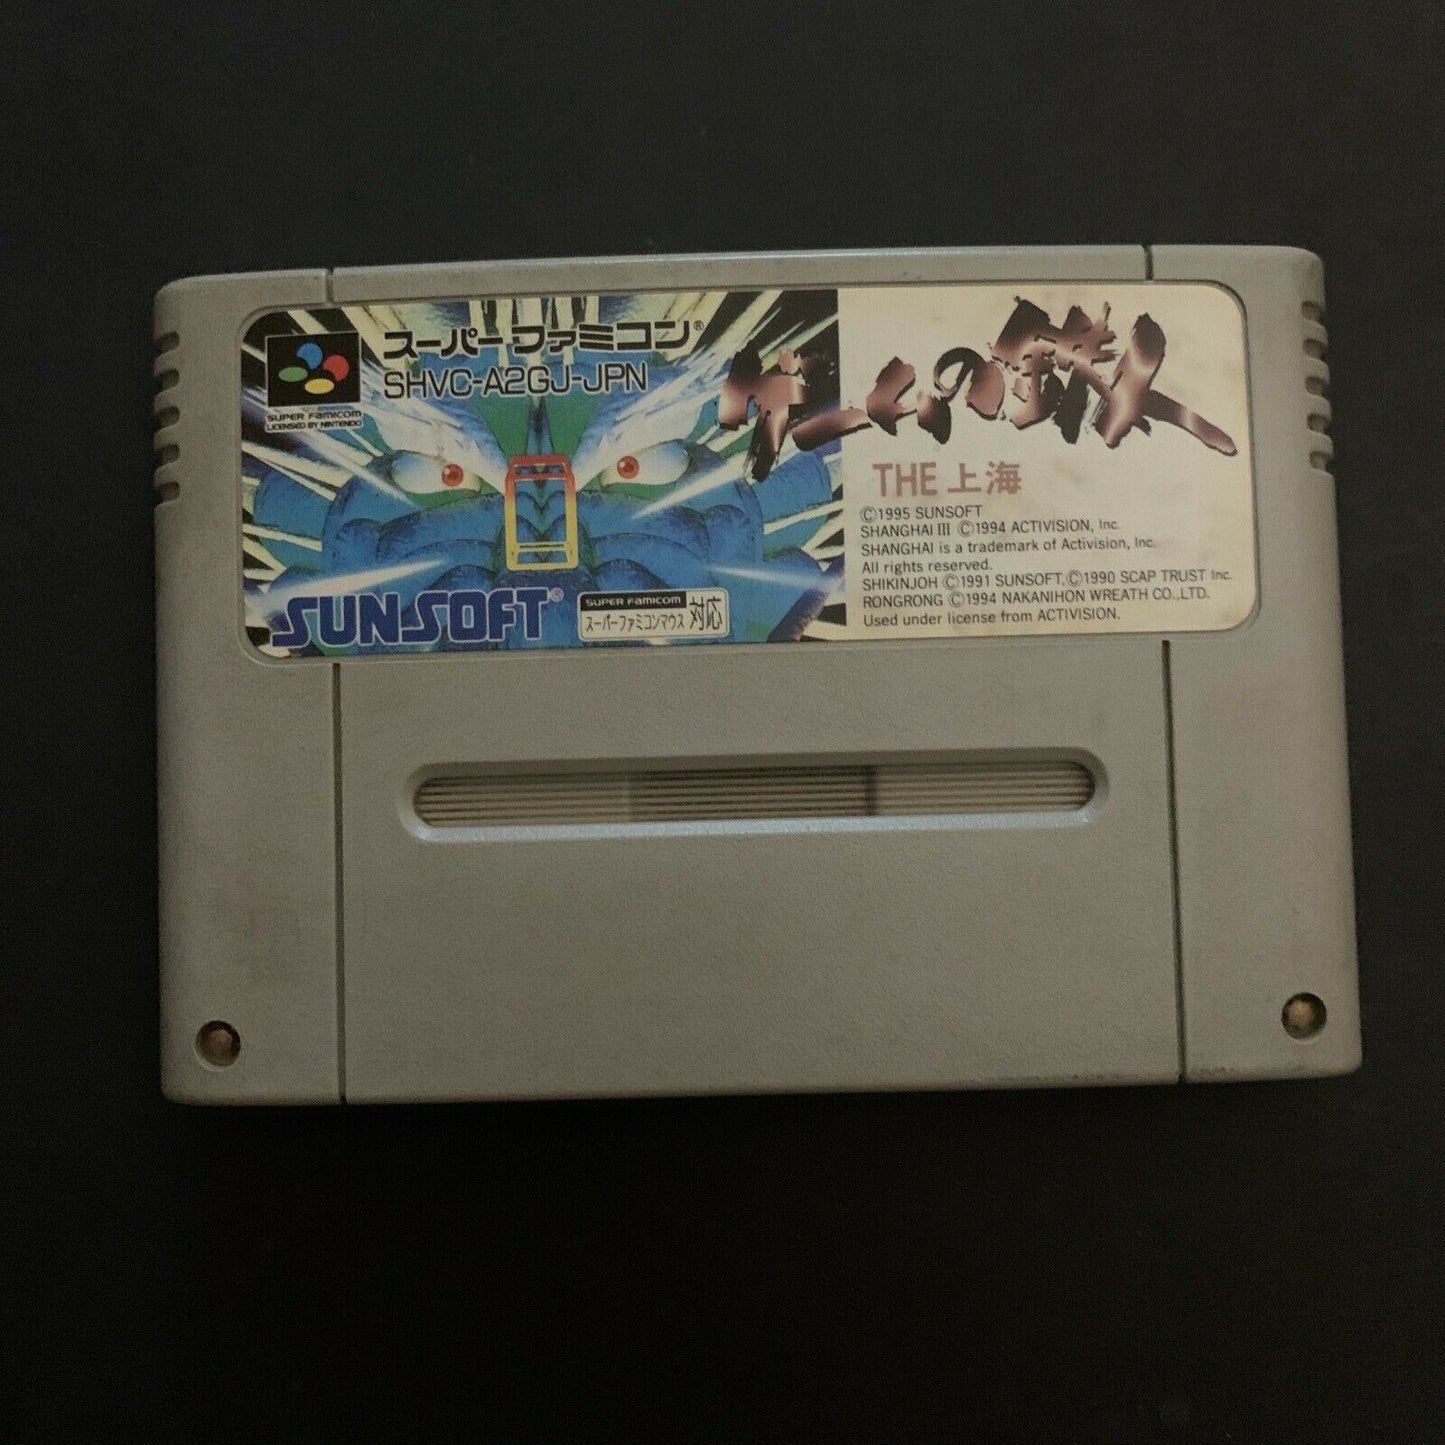 スーパーファミコン®
SHVC-A2GJ-JPN
SUPER FAMICOM
LICENSED BY NINTENDO
SUNSOFT®
SUPER FAMICOM
スーパーファミコンマウス 対応
ゲームの鉄人
THE 上海
©1995 SUNSOFT
SHANGHAI III ©1994 ACTIVISION, Inc.
SHANGHAI is a trademark of Activision, Inc.
All rights reserved.
SHIKINJOH ©1991 SUNSOFT,©1990 SCAP TRUST Inc.
RONGRONG ©1994 NAKANIHON WREATH CO.,LTD.
Used under license from ACTIVISION.